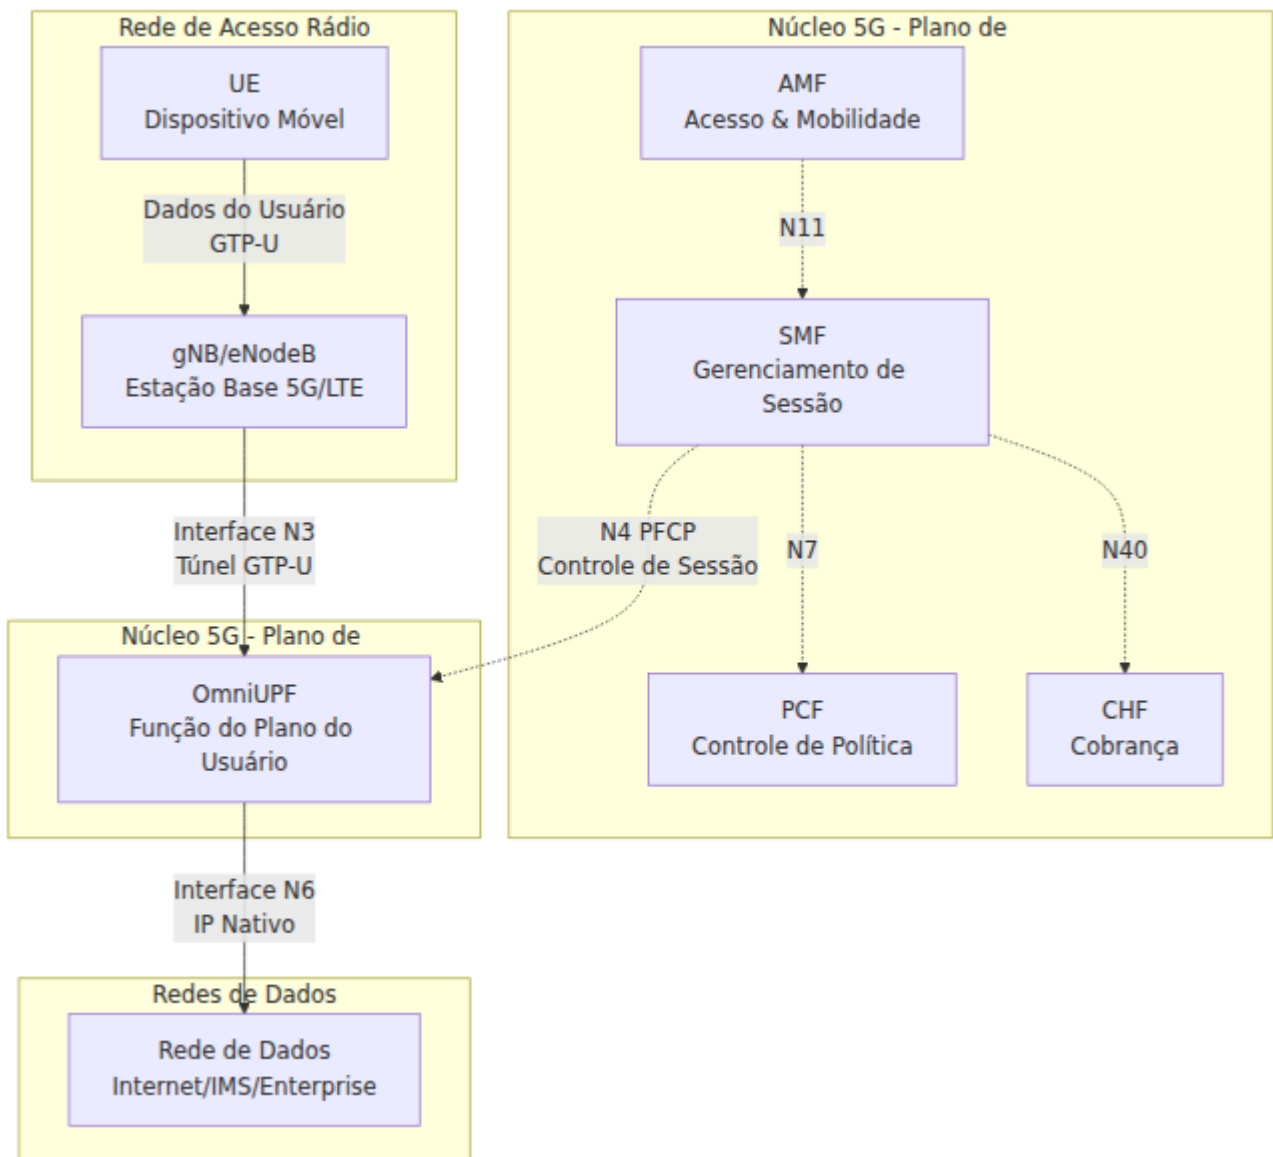 Rede de Acesso Rádio
UE
Dispositivo Móvel
Dados do Usuário
GTP-U
gNB/eNodeB
Estação Base 5G/LTE
Interface N3
Túnel GTP-U
Núcleo 5G - Plano de
OmniUPF
Função do Plano do
Usuário
Interface N6
IP Nativo
Redes de Dados
Rede de Dados
Internet/IMS/Enterprise
Núcleo 5G - Plano de
AMF
Acesso & Mobilidade
N11
SMF
Gerenciamento de
Sessão
N4 PFCP
Controle de Sessão
N7
N40
PCF
Controle de Política
CHF
Cobrança